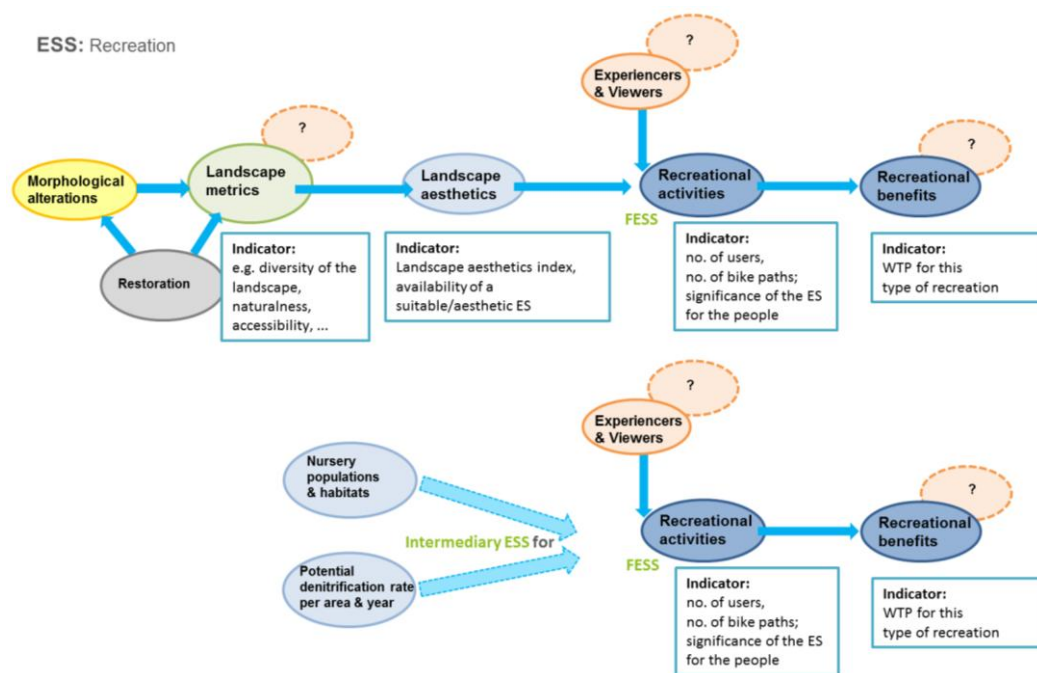 ESS: Recreation
?
Experiencers
& Viewers
?
Morphological
alterations
Landscape
metrics
Landscape
aesthetics
Recreational
activities
?
Recreational
benefits
FESS
Restoration
Indicator:
e.g. diversity of the
landscape,
naturalness,
accessibility, ...
Indicator:
Landscape aesthetics index,
availability of a
suitable/aesthetic ES
Indicator:
no. of users,
no. of bike paths;
significance of the ES
for the people
Indicator:
WTP for this
type of recreation
?
Experiencers
& Viewers
Nursery
populations
& habitats
Intermediary ESS for
Potential
denitrification rate
per area & year
Recreational
activities
?
Recreational
benefits
FESS
Indicator:
no. of users,
no. of bike paths;
significance of the ES
for the people
Indicator:
WTP for this
type of recreation